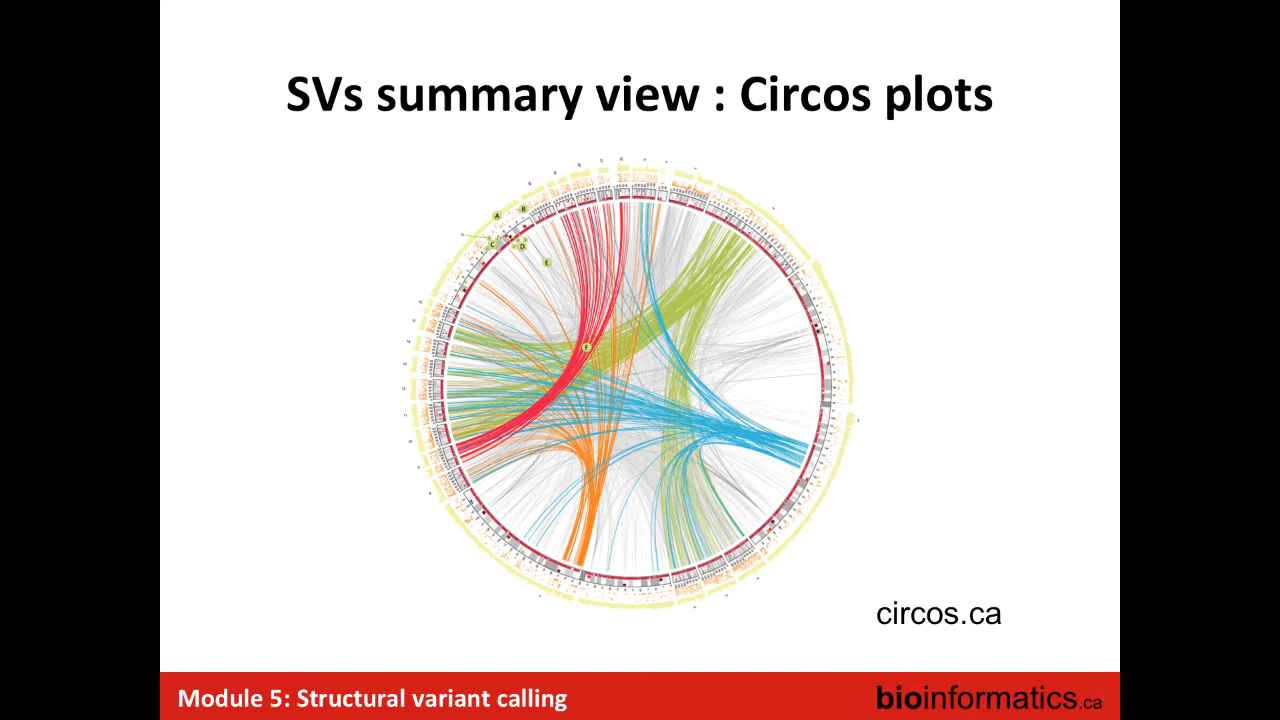 SVs summary view : Circos plots
A
B
C
D
E
F
circos.ca
Module 5: Structural variant calling
bioinformatics.ca